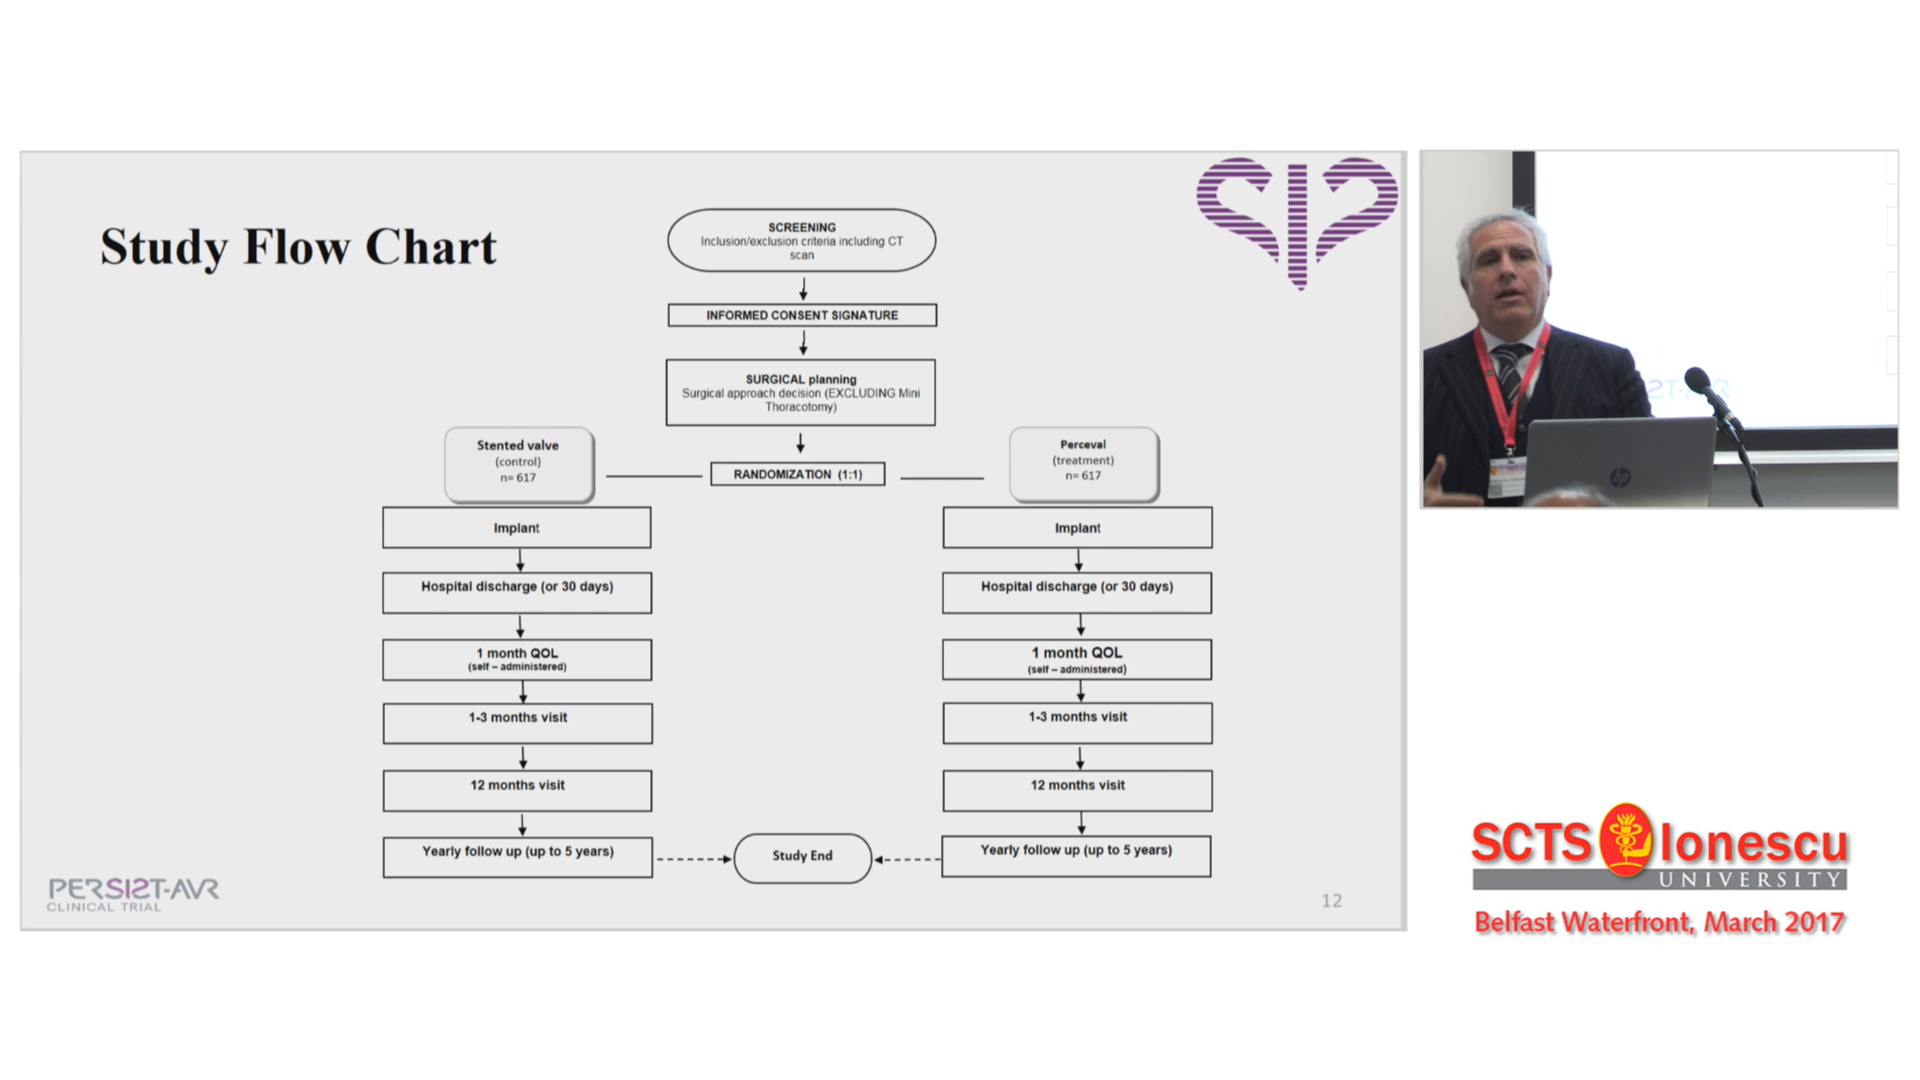 Study Flow Chart
SCREENING
Inclusion/exclusion criteria including CT
scan
INFORMED CONSENT SIGNATURE
SURGICAL planning
Surgical approach decision (EXCLUDING Mini
Thoracotomy)
RANDOMIZATION (1:1)
Stented valve
(control)
n= 617
Implant
Hospital discharge (or 30 days)
1 month QOL
(self – administered)
1-3 months visit
12 months visit
Yearly follow up (up to 5 years)
Perceval
(treatment)
n= 617
Implant
Hospital discharge (or 30 days)
1 month QOL
(self – administered)
1-3 months visit
12 months visit
Yearly follow up (up to 5 years)
Study End
PERSIST-AVR
CLINICAL TRIAL
12
hp
SCTS Ionescu
UNIVERSITY
Belfast Waterfront, March 2017